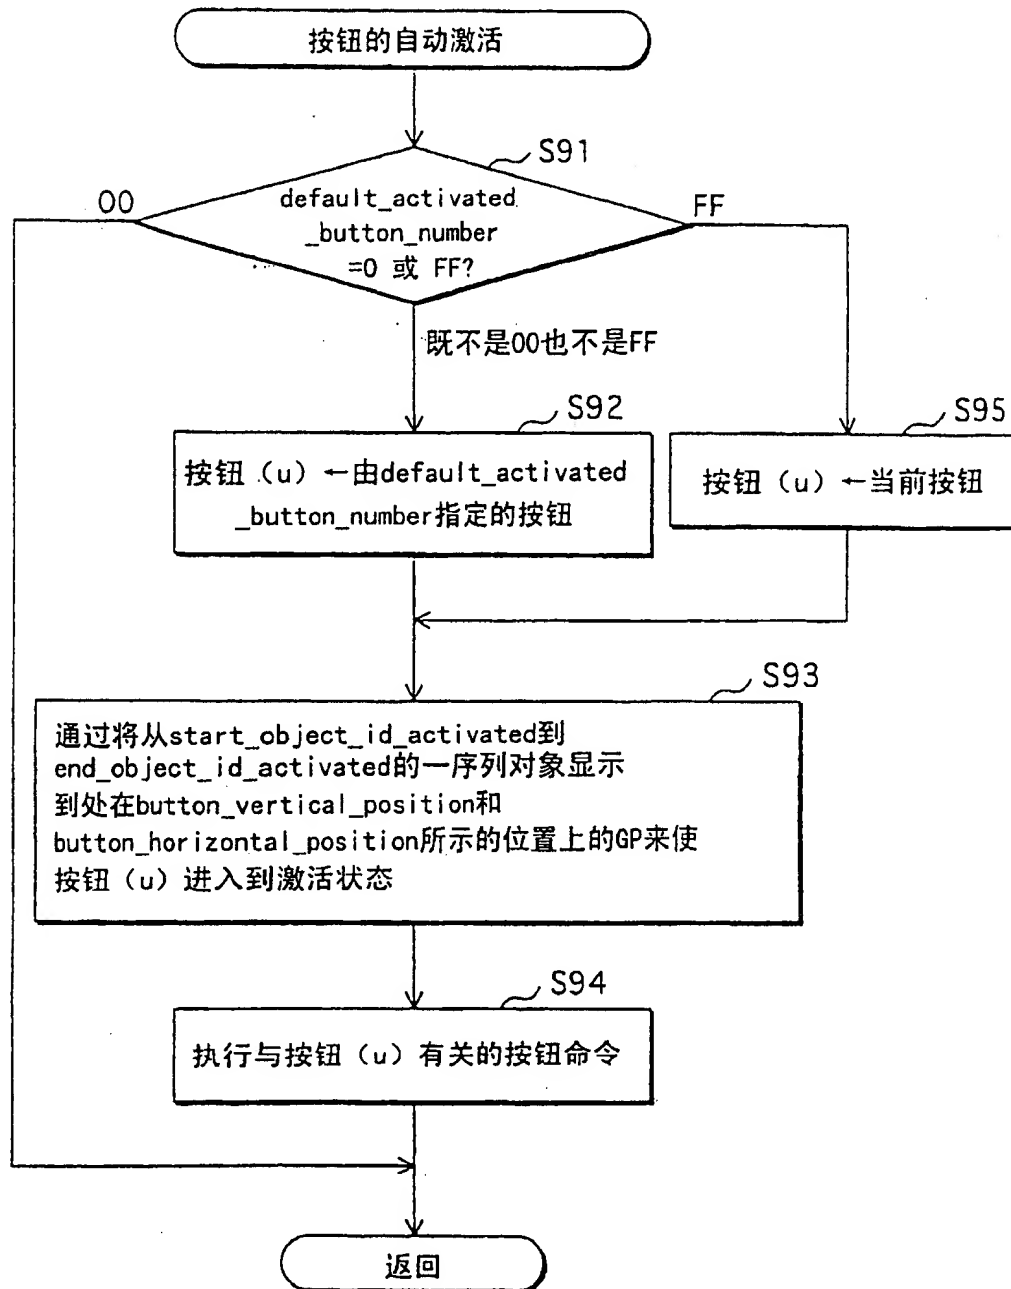 按钮的自动激活
S91
00
default_activated
_button_number
=0 或 FF?
FF
既不是00也不是FF
S92
按钮（u）←由default_activated
_button_number指定的按钮
S95
按钮（u）←当前按钮
S93
通过将从start_object_id_activated到
end_object_id_activated的一序列对象显示
到处在button_vertical_position和
button_horizontal_position所示的位置上的GP来使
按钮（u）进入到激活状态
S94
执行与按钮（u）有关的按钮命令
返回